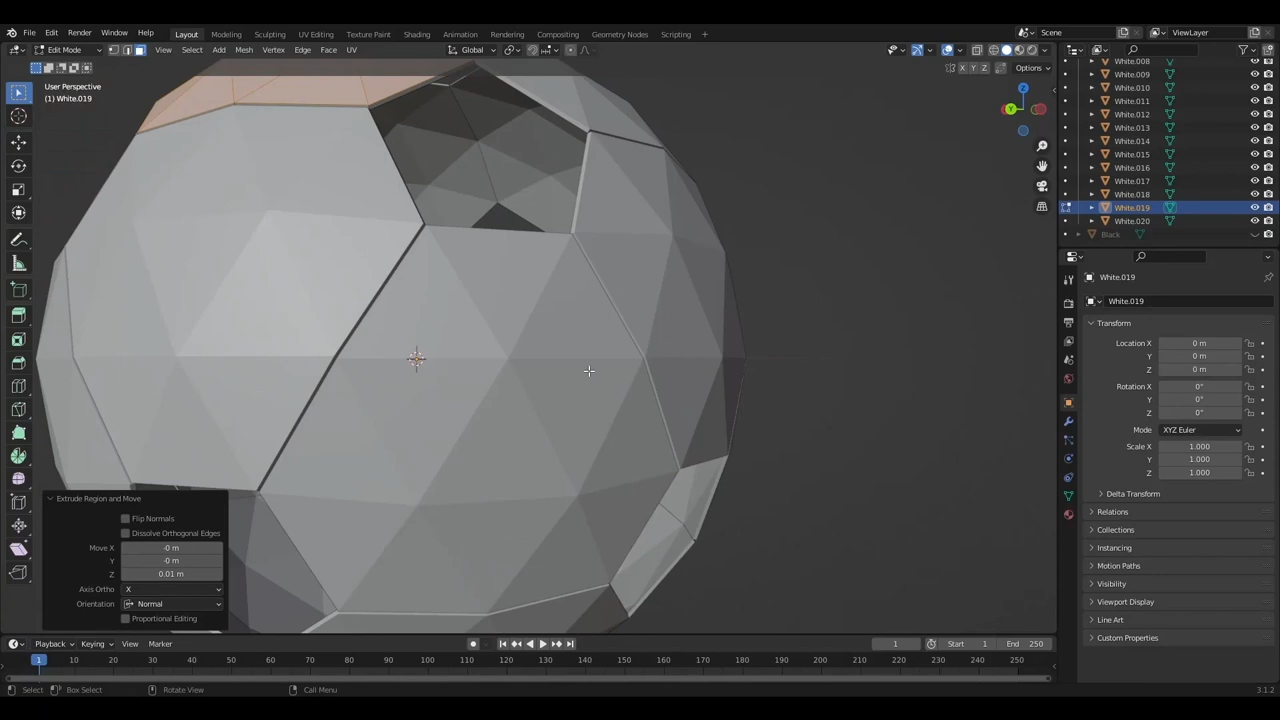 File Edit Render Window Help Layout Modeling Sculpting UV Editing Texture Paint Shading Animation Rendering Compositing Geometry Nodes Scripting Scene ViewLayer
Edit Mode View Select Add Mesh Vertex Edge Face UV Global
X Y Z Options
User Perspective
(1) White.019
Z
Y
White.008
White.009
White.010
White.011
White.012
White.013
White.014
White.015
White.016
White.017
White.018
White.019
White.020
Black
White.019
White.019
Transform
Location X 0 m
Y 0 m
Z 0 m
Rotation X 0°
Y 0°
Z 0°
Mode XYZ Euler
Scale X 1.000
Y 1.000
Z 1.000
Delta Transform
Relations
Collections
Instancing
Motion Paths
Visibility
Viewport Display
Line Art
Custom Properties
Extrude Region and Move
Flip Normals
Dissolve Orthogonal Edges
Move X -0 m
Y -0 m
Z 0.01 m
Axis Ortho X
Orientation Normal
Proportional Editing
Playback Keying View Marker 1 Start 1 End 250
1 10 20 30 40 50 60 70 80 90 100 110 120 130 140 150 160 170 180 190 200 210 220 230 240 250
Select Box Select Rotate View Call Menu 3.1.2